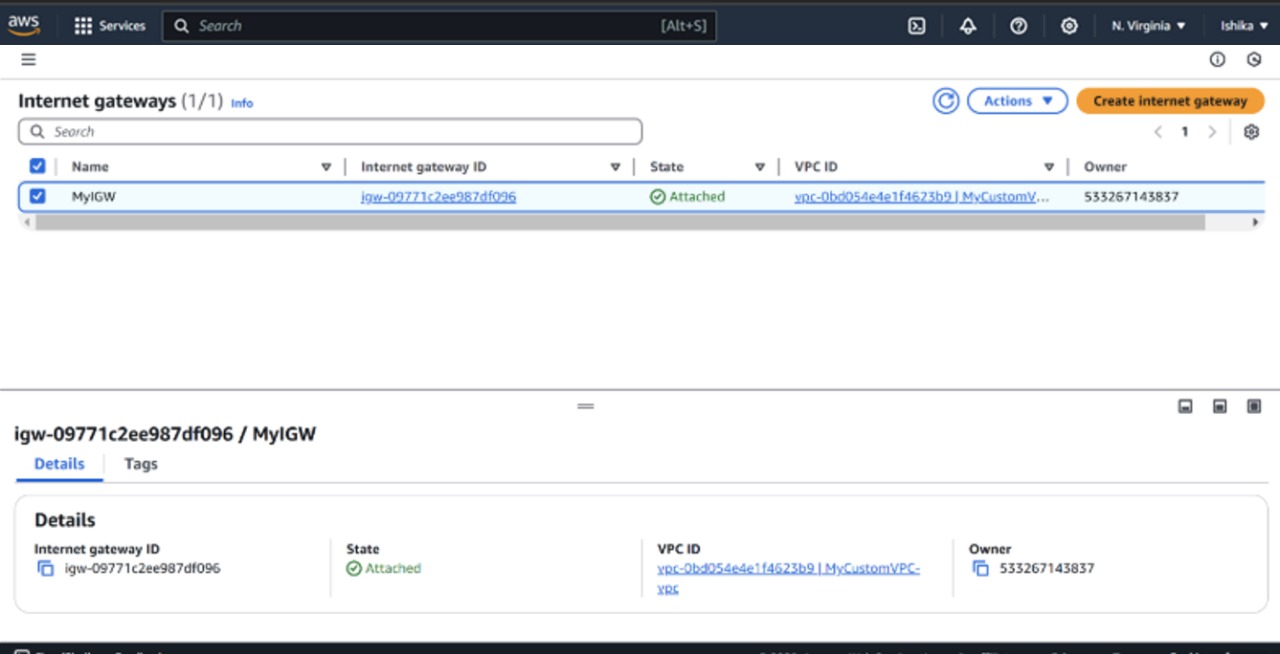 aws Services Search [Alt+S] N. Virginia Ishika
Internet gateways (1/1) Info Actions Create internet gateway
Search 1
Name Internet gateway ID State VPC ID Owner
MyIGW igw-09771c2ee987df096 Attached vpc-0bd054e4e1f4623b9 | MyCustomV... 533267143837
igw-09771c2ee987df096 / MyIGW
Details Tags
Details
Internet gateway ID State VPC ID Owner
igw-09771c2ee987df096 Attached vpc-0bd054e4e1f4623b9 | MyCustomVPC- 533267143837
vpc